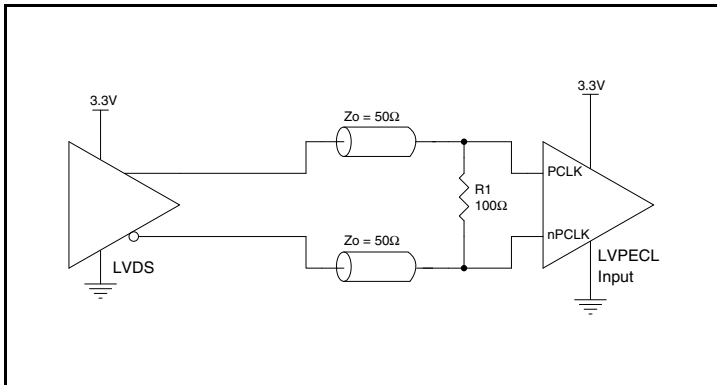 3.3V
Zo = 50Ω
3.3V
PCLK
R1
100Ω
nPCLK
Zo = 50Ω
LVDS
LVPECL
Input